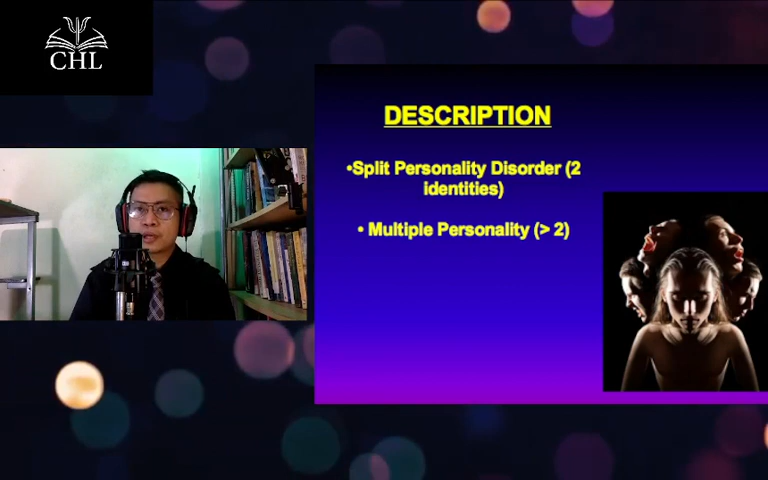 CHL
DESCRIPTION
•Split Personality Disorder (2
identities)
• Multiple Personality (> 2)